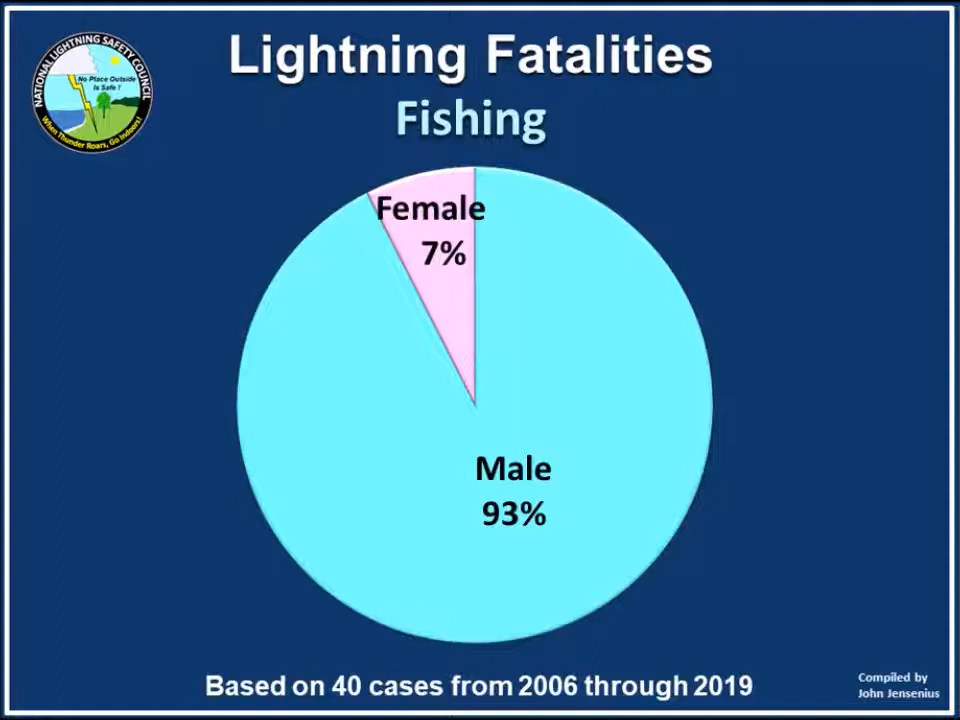 Lightning Fatalities
Fishing
NATIONAL LIGHTNING SAFETY COUNCIL
No Place Outside
Is Safe !
When Thunder Roars, Go Indoors!
Female
7%
Male
93%
Based on 40 cases from 2006 through 2019
Compiled by
John Jensenius